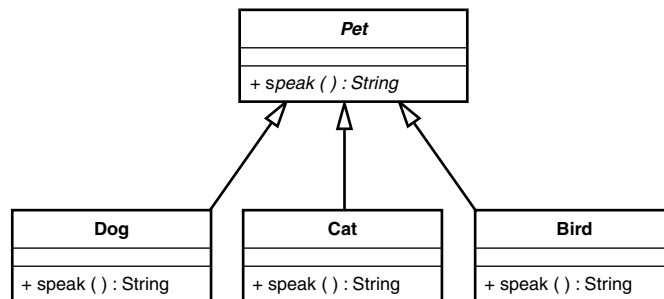 Pet
+ speak ( ) : String
Dog
+ speak ( ) : String
Cat
+ speak ( ) : String
Bird
+ speak ( ) : String